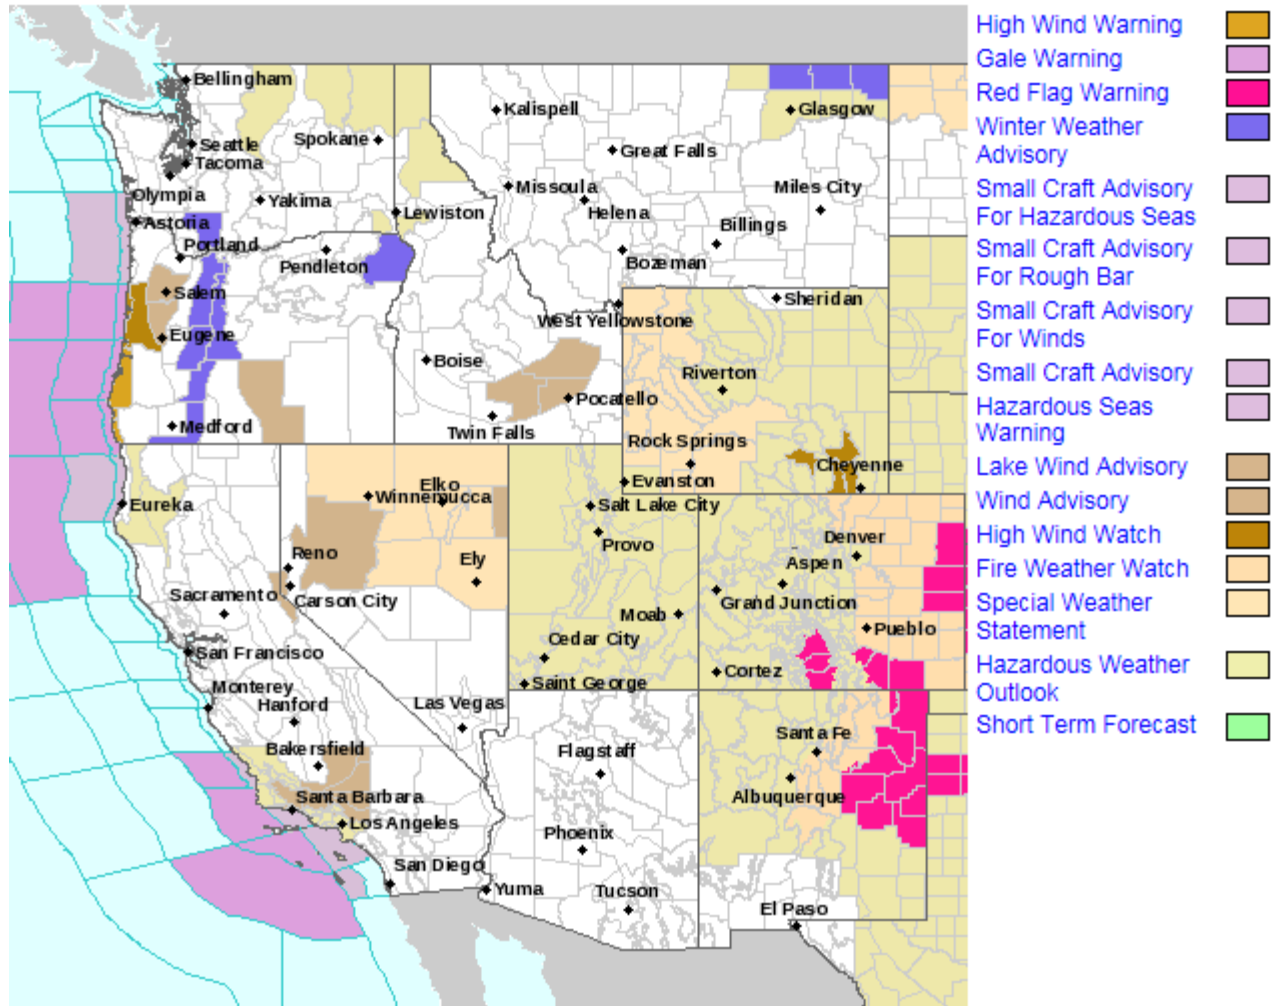 Bellingham
Kalispell
Glasgow
Seattle
Spokane
Great Falls
Tacoma
Olympia
Missoula
Miles City
Yakima
Helena
Lewiston
Astoria
Billings
Portland
Pendleton
Bozeman
Salem
Sheridan
West Yellowstone
Eugene
Boise
Riverton
Pocatello
Medford
Twin Falls
Rock Springs
Cheyenne
Elko
Evanston
Winnemucca
Eureka
Salt Lake City
Denver
Provo
Reno
Ely
Aspen
Sacramento
Carson City
Grand Junction
Moab
Pueblo
Cedar City
San Francisco
Cortez
Saint George
Monterey
Hanford
Las Vegas
Santa Fe
Bakersfield
Flagstaff
Santa Barbara
Albuquerque
Los Angeles
Phoenix
San Diego
Yuma
Tucson
El Paso
High Wind Warning
Gale Warning
Red Flag Warning
Winter Weather
Advisory
Small Craft Advisory
For Hazardous Seas
Small Craft Advisory
For Rough Bar
Small Craft Advisory
For Winds
Small Craft Advisory
Hazardous Seas
Warning
Lake Wind Advisory
Wind Advisory
High Wind Watch
Fire Weather Watch
Special Weather
Statement
Hazardous Weather
Outlook
Short Term Forecast